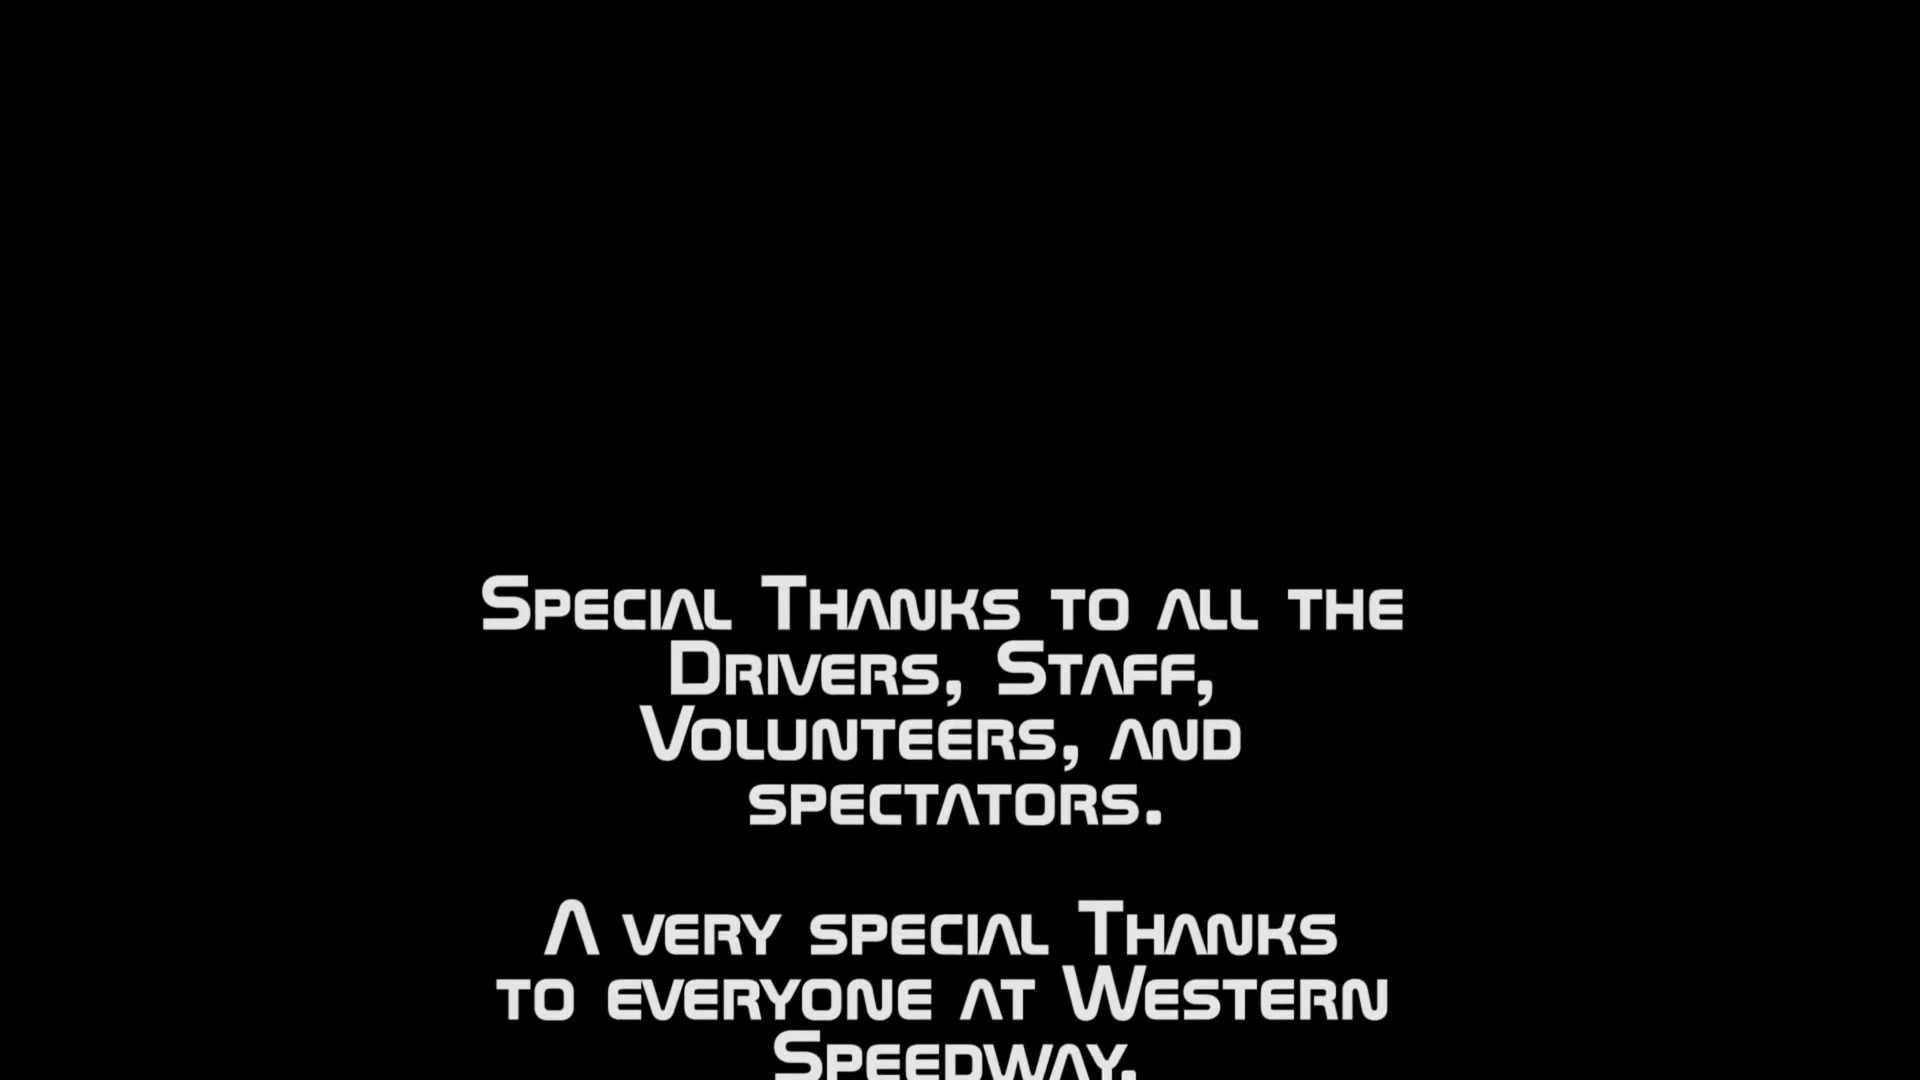 Special Thanks to all the
Drivers, Staff,
Volunteers, and
spectators.
A very special Thanks
to everyone at Western
Speedway.